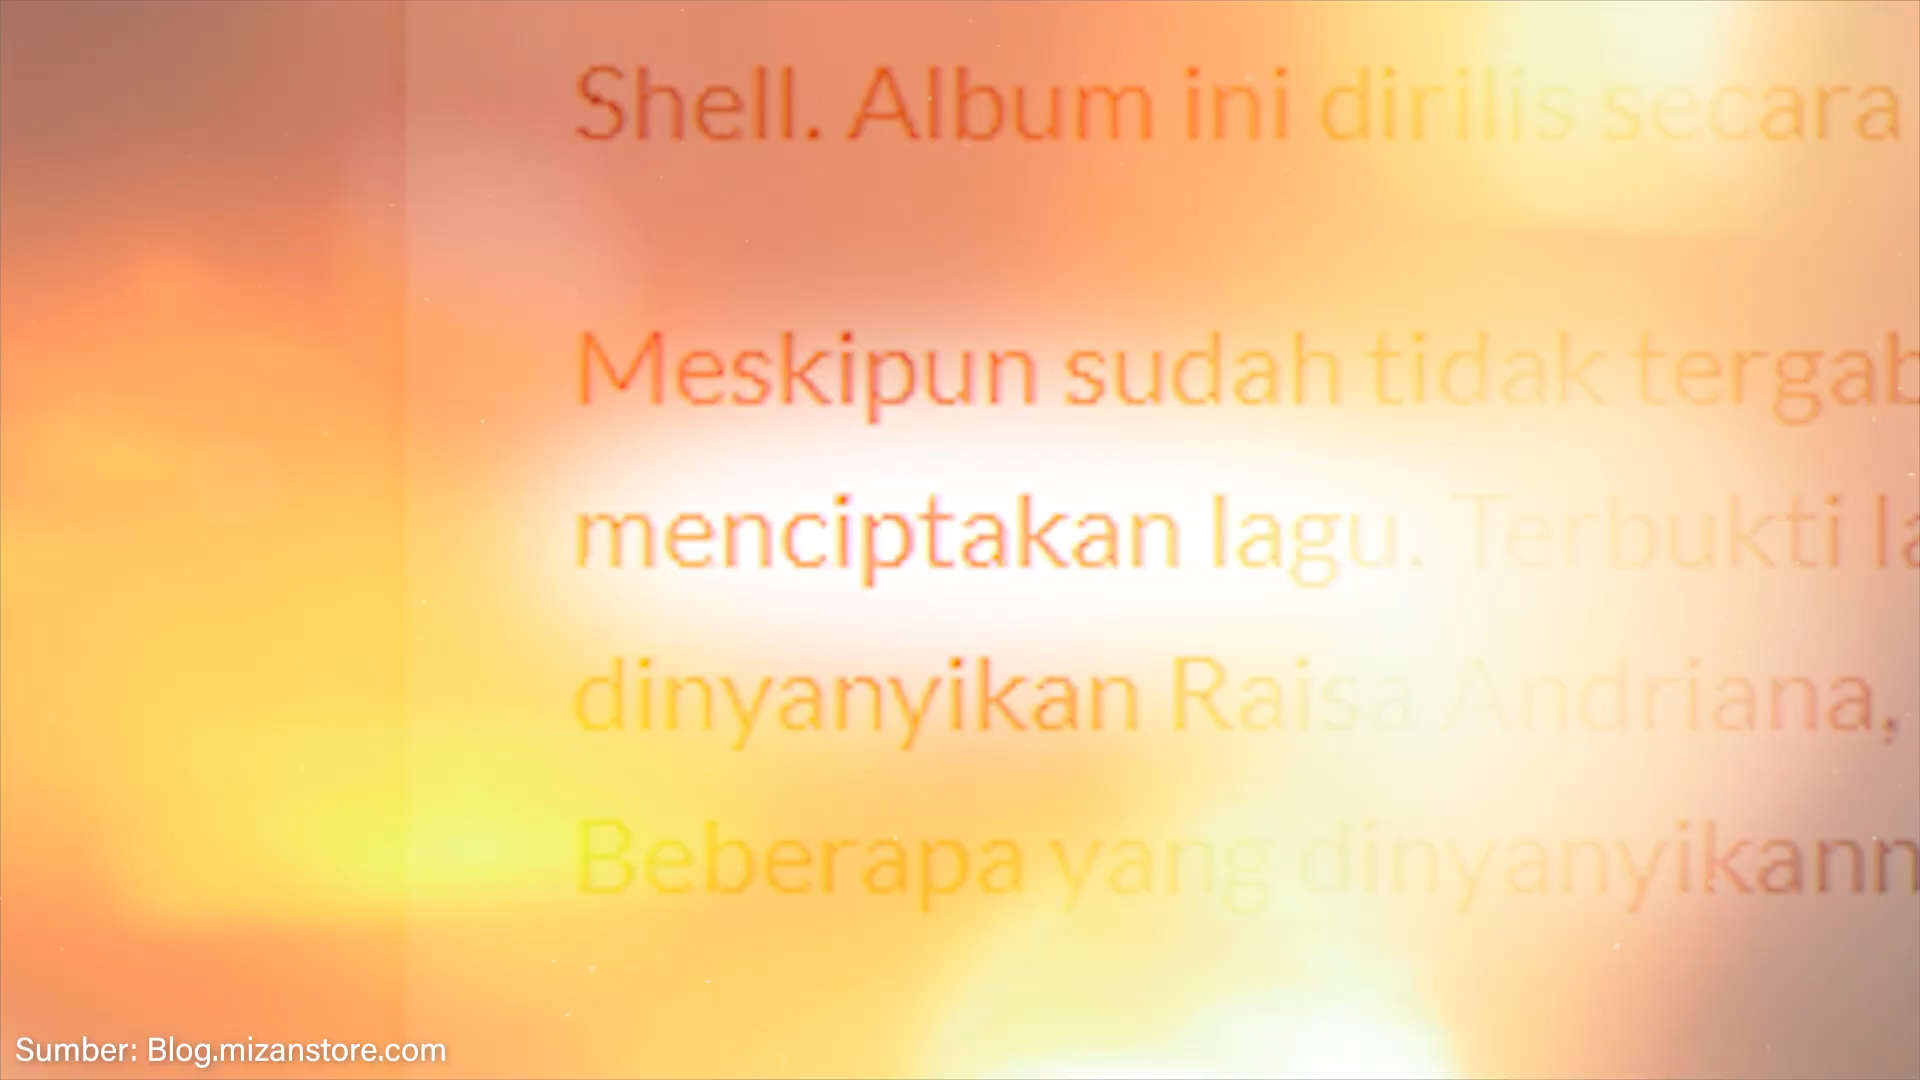 Shell. Album ini dirilis secara
Meskipun sudah tidak tergab
menciptakan lagu. Terbukti la
dinyanyikan Raisa Andriana,
Beberapa yang dinyanyikann
Sumber: Blog.mizanstore.com